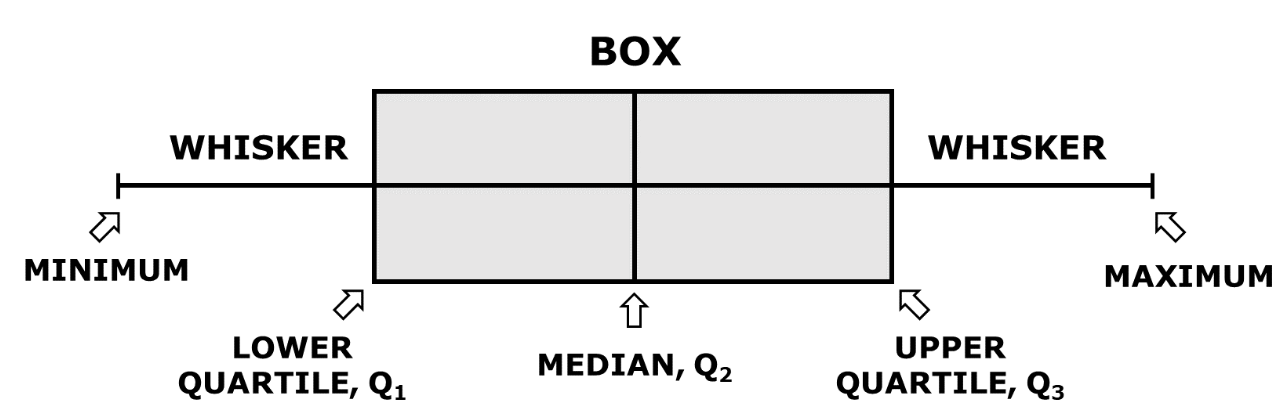 BOX
WHISKER
WHISKER
MINIMUM
MAXIMUM
LOWER
QUARTILE, Q₁
MEDIAN, Q₂
UPPER
QUARTILE, Q₃